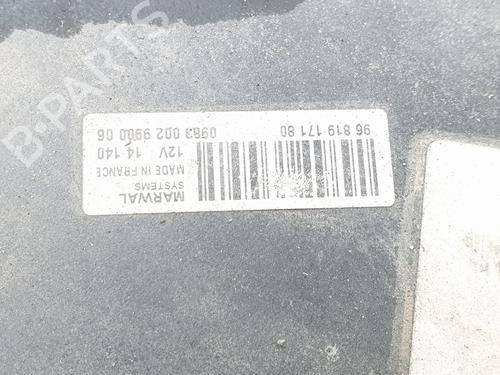 MARWAL
SYSTEMS
MADE IN FRANCE
12V 14 140
0983 002 9900 06
96 819 171 80
B-PARTS